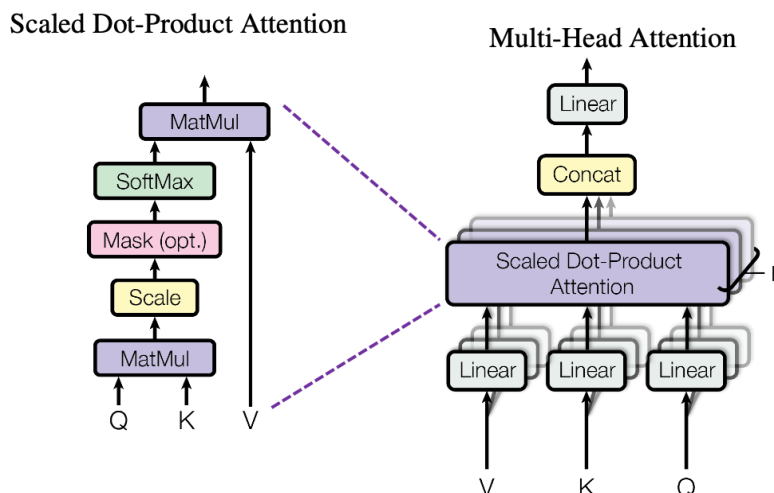 Scaled Dot-Product Attention
MatMul
SoftMax
Mask (opt.)
Scale
MatMul
Q K V
Multi-Head Attention
Linear
Concat
Scaled Dot-Product
Attention
Linear Linear Linear
V K Q